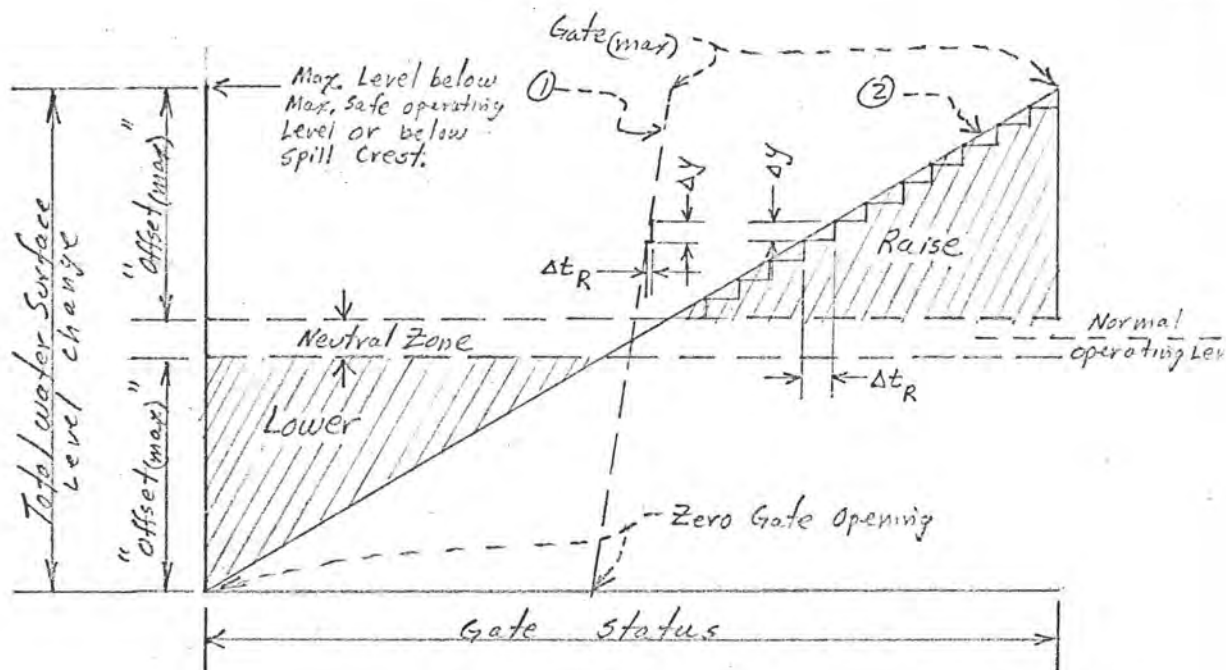 Gate(max)
Max. Level below
Max. Safe operating
Level or below
Spill Crest.
①
②
"Offset(max)"
Total water Surface
Level change
Δy
Δy
Δt_R
Raise
Neutral Zone
Normal
operating Lev
Δt_R
Lower
"Offset(max)"
Zero Gate Opening
Gate Status